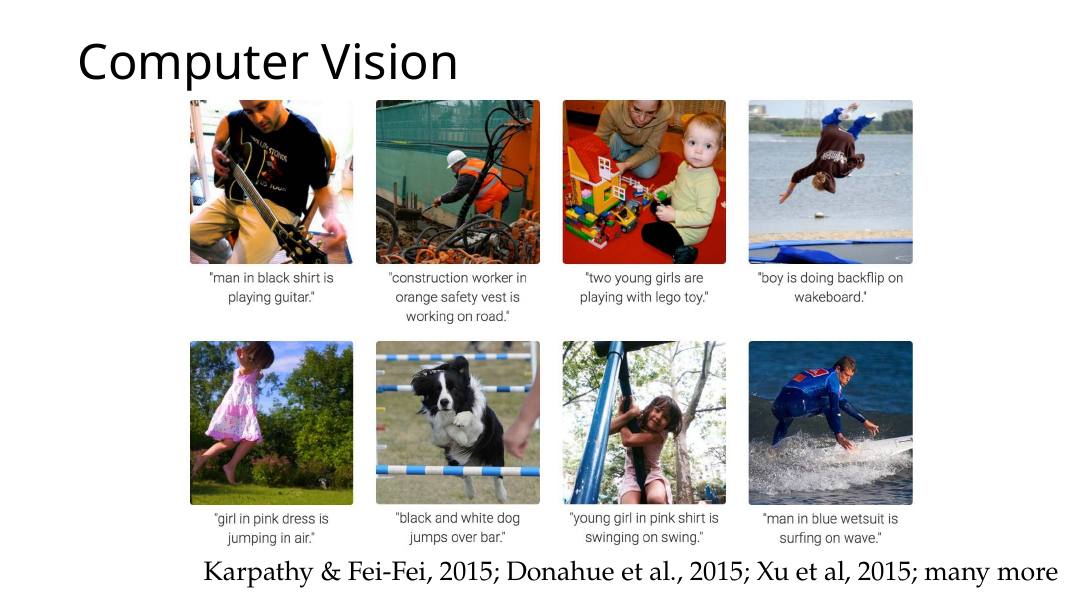 Computer Vision
"man in black shirt is
playing guitar."
"construction worker in
orange safety vest is
working on road."
"two young girls are
playing with lego toy."
"boy is doing backflip on
wakeboard."
"girl in pink dress is
jumping in air."
"black and white dog
jumps over bar."
"young girl in pink shirt is
swinging on swing."
"man in blue wetsuit is
surfing on wave."
Karpathy & Fei-Fei, 2015; Donahue et al., 2015; Xu et al, 2015; many more